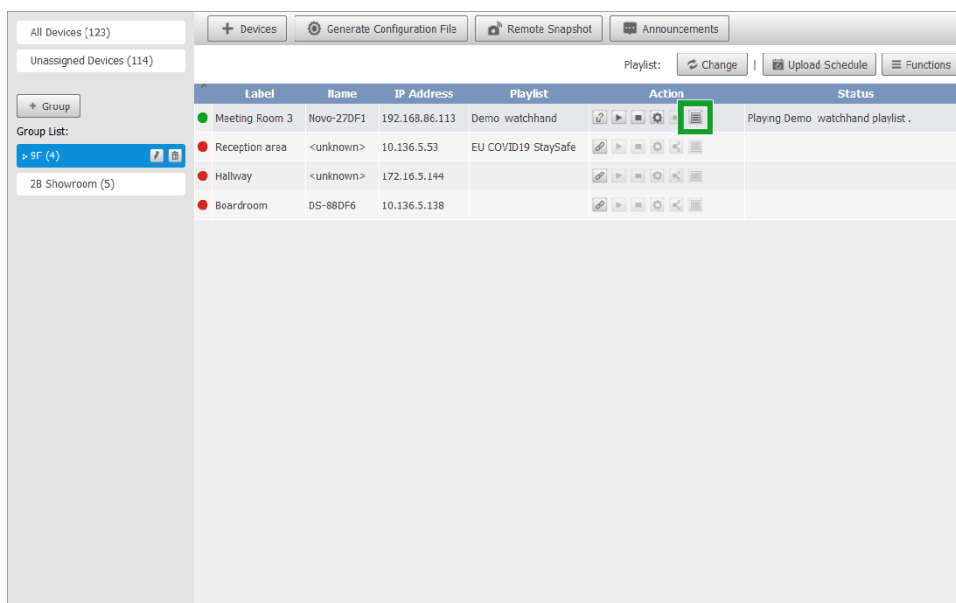 All Devices (123)
Unassigned Devices (114)
+ Group
Group List:
9F (4)
2B Showroom (5)
+ Devices
Generate Configuration File
Remote Snapshot
Announcements
Playlist:
Change
|
Upload Schedule
Functions
Label Name IP Address Playlist Action Status
Meeting Room 3 Novo-27DF1 192.168.86.113 Demo watchhand Playing Demo watchhand playlist .
Reception area <unknown> 10.136.5.53 EU COVID19 StaySafe
Hallway <unknown> 172.16.5.144
Boardroom DS-88DF6 10.136.5.138